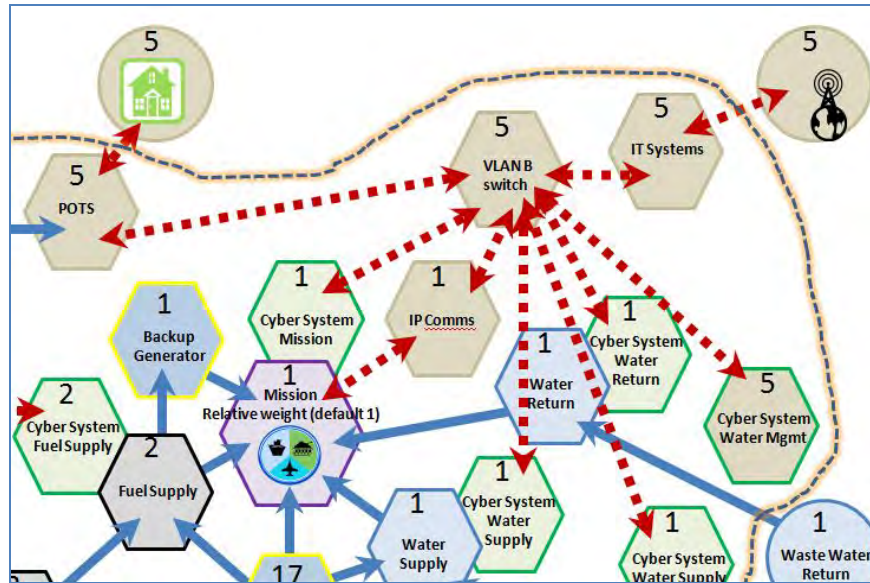 5
5
5
POTS
5
VLAN B
switch
5
IT Systems
1
Cyber System
Mission
1
IP Comms
1
Backup
Generator
1
Mission
Relative weight (default 1)
1
Water
Return
1
Cyber System
Water
Return
5
Cyber System
Water Mgmt
2
Cyber System
Fuel Supply
2
Fuel Supply
1
Cyber System
Water
Supply
1
Water
Supply
1
Cyber System
Water Supply
1
Waste Water
Return
17